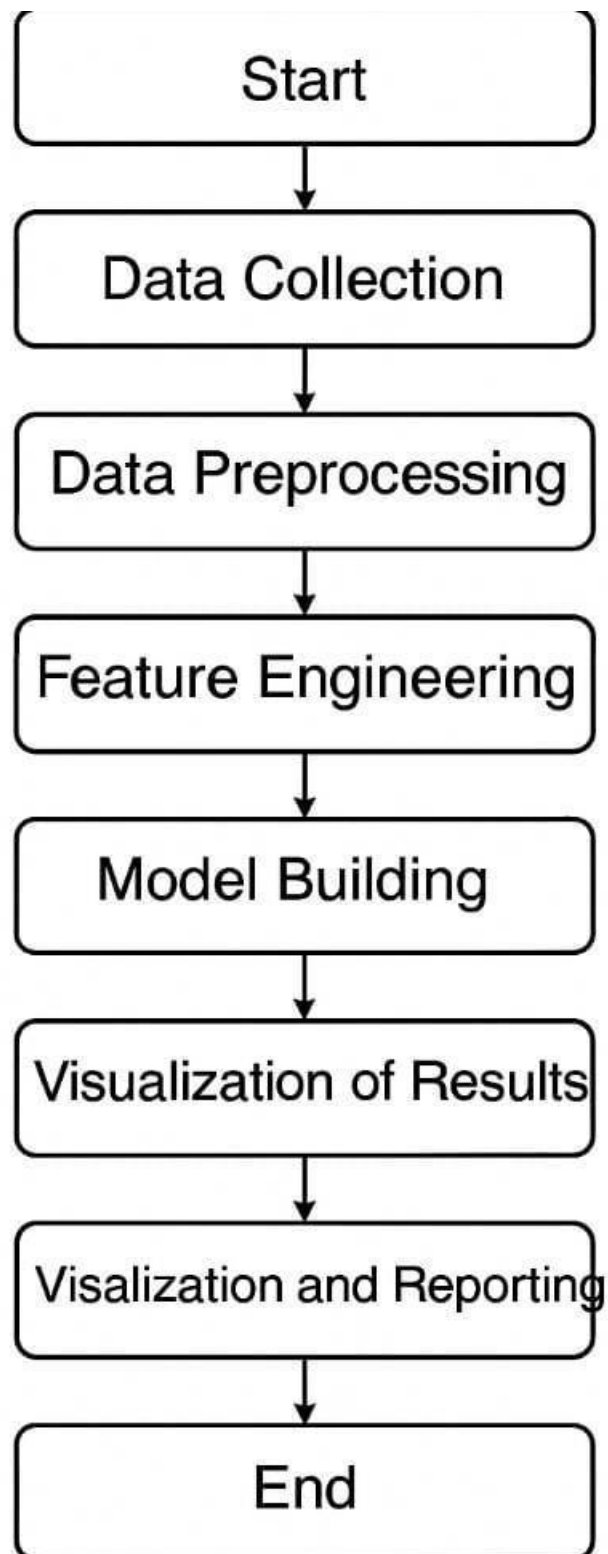 Start
Data Collection
Data Preprocessing
Feature Engineering
Model Building
Visualization of Results
Visalization and Reporting
End